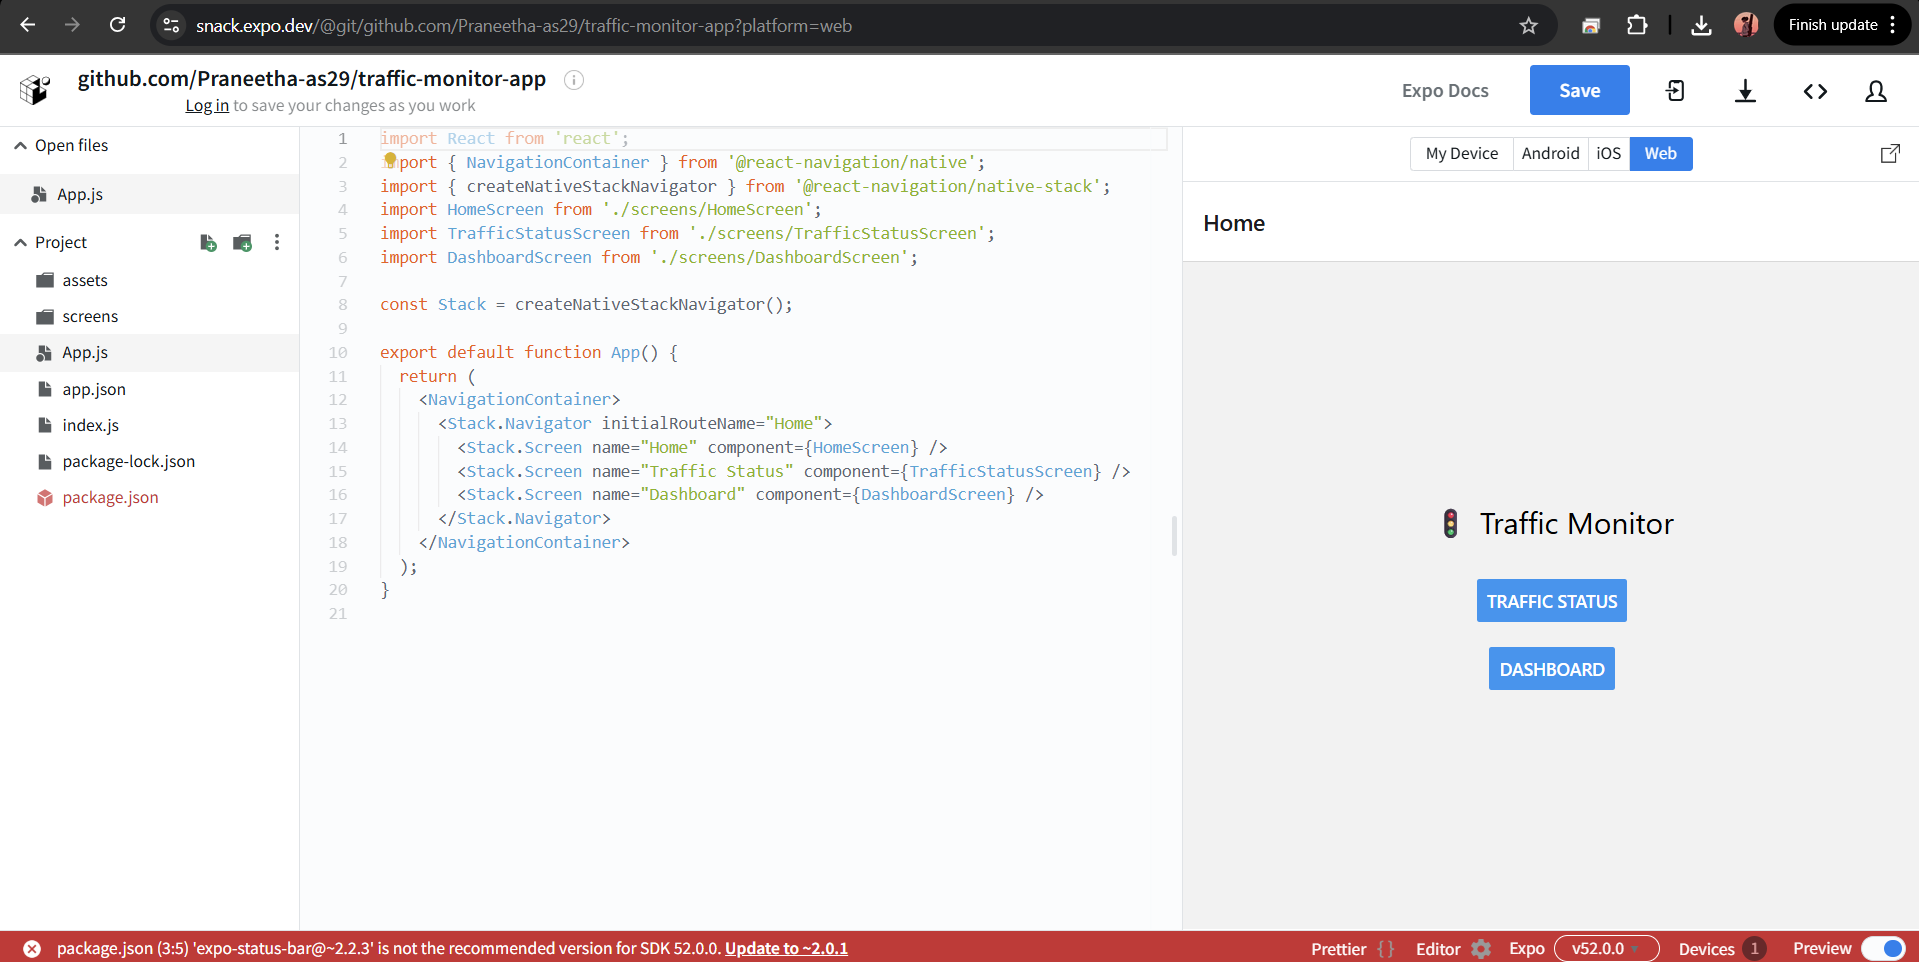 snack.expo.dev/@git/github.com/Praneetha-as29/traffic-monitor-app?platform=web
Finish update
github.com/Praneetha-as29/traffic-monitor-app
Log in to save your changes as you work
Expo Docs
Save
Open files
App.js
Project
assets
screens
App.js
app.json
index.js
package-lock.json
package.json
1 import React from 'react';
2 import { NavigationContainer } from '@react-navigation/native';
3 import { createNativeStackNavigator } from '@react-navigation/native-stack';
4 import HomeScreen from './screens/HomeScreen';
5 import TrafficStatusScreen from './screens/TrafficStatusScreen';
6 import DashboardScreen from './screens/DashboardScreen';
7
8 const Stack = createNativeStackNavigator();
9
10 export default function App() {
11 return (
12 <NavigationContainer>
13 <Stack.Navigator initialRouteName="Home">
14 <Stack.Screen name="Home" component={HomeScreen} />
15 <Stack.Screen name="Traffic Status" component={TrafficStatusScreen} />
16 <Stack.Screen name="Dashboard" component={DashboardScreen} />
17 </Stack.Navigator>
18 </NavigationContainer>
19 );
20 }
21
My Device Android iOS Web
Home
🚦 Traffic Monitor
TRAFFIC STATUS
DASHBOARD
package.json (3:5) 'expo-status-bar@~2.2.3' is not the recommended version for SDK 52.0.0. Update to ~2.0.1
Prettier { } Editor Expo v52.0.0 Devices 1 Preview